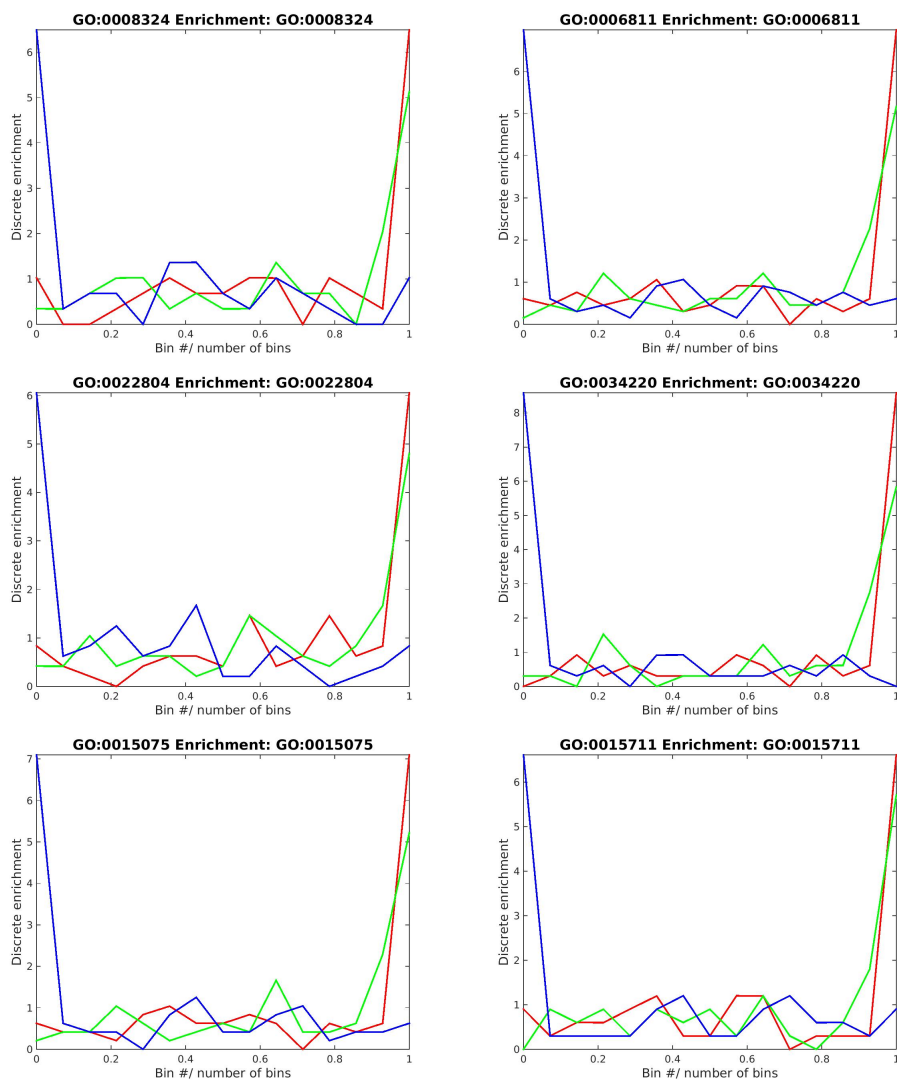 GO:0008324 Enrichment: GO:0008324
6
5
4
3
2
1
0
Discrete enrichment
0 0.2 0.4 0.6 0.8 1
Bin #/ number of bins
GO:0006811 Enrichment: GO:0006811
7
6
5
4
3
2
1
0
Discrete enrichment
0 0.2 0.4 0.6 0.8 1
Bin #/ number of bins
GO:0022804 Enrichment: GO:0022804
6
5
4
3
2
1
0
Discrete enrichment
0 0.2 0.4 0.6 0.8 1
Bin #/ number of bins
GO:0034220 Enrichment: GO:0034220
8
7
6
5
4
3
2
1
0
Discrete enrichment
0 0.2 0.4 0.6 0.8 1
Bin #/ number of bins
GO:0015075 Enrichment: GO:0015075
7
6
5
4
3
2
1
0
Discrete enrichment
0 0.2 0.4 0.6 0.8 1
Bin #/ number of bins
GO:0015711 Enrichment: GO:0015711
6
5
4
3
2
1
0
Discrete enrichment
0 0.2 0.4 0.6 0.8 1
Bin #/ number of bins